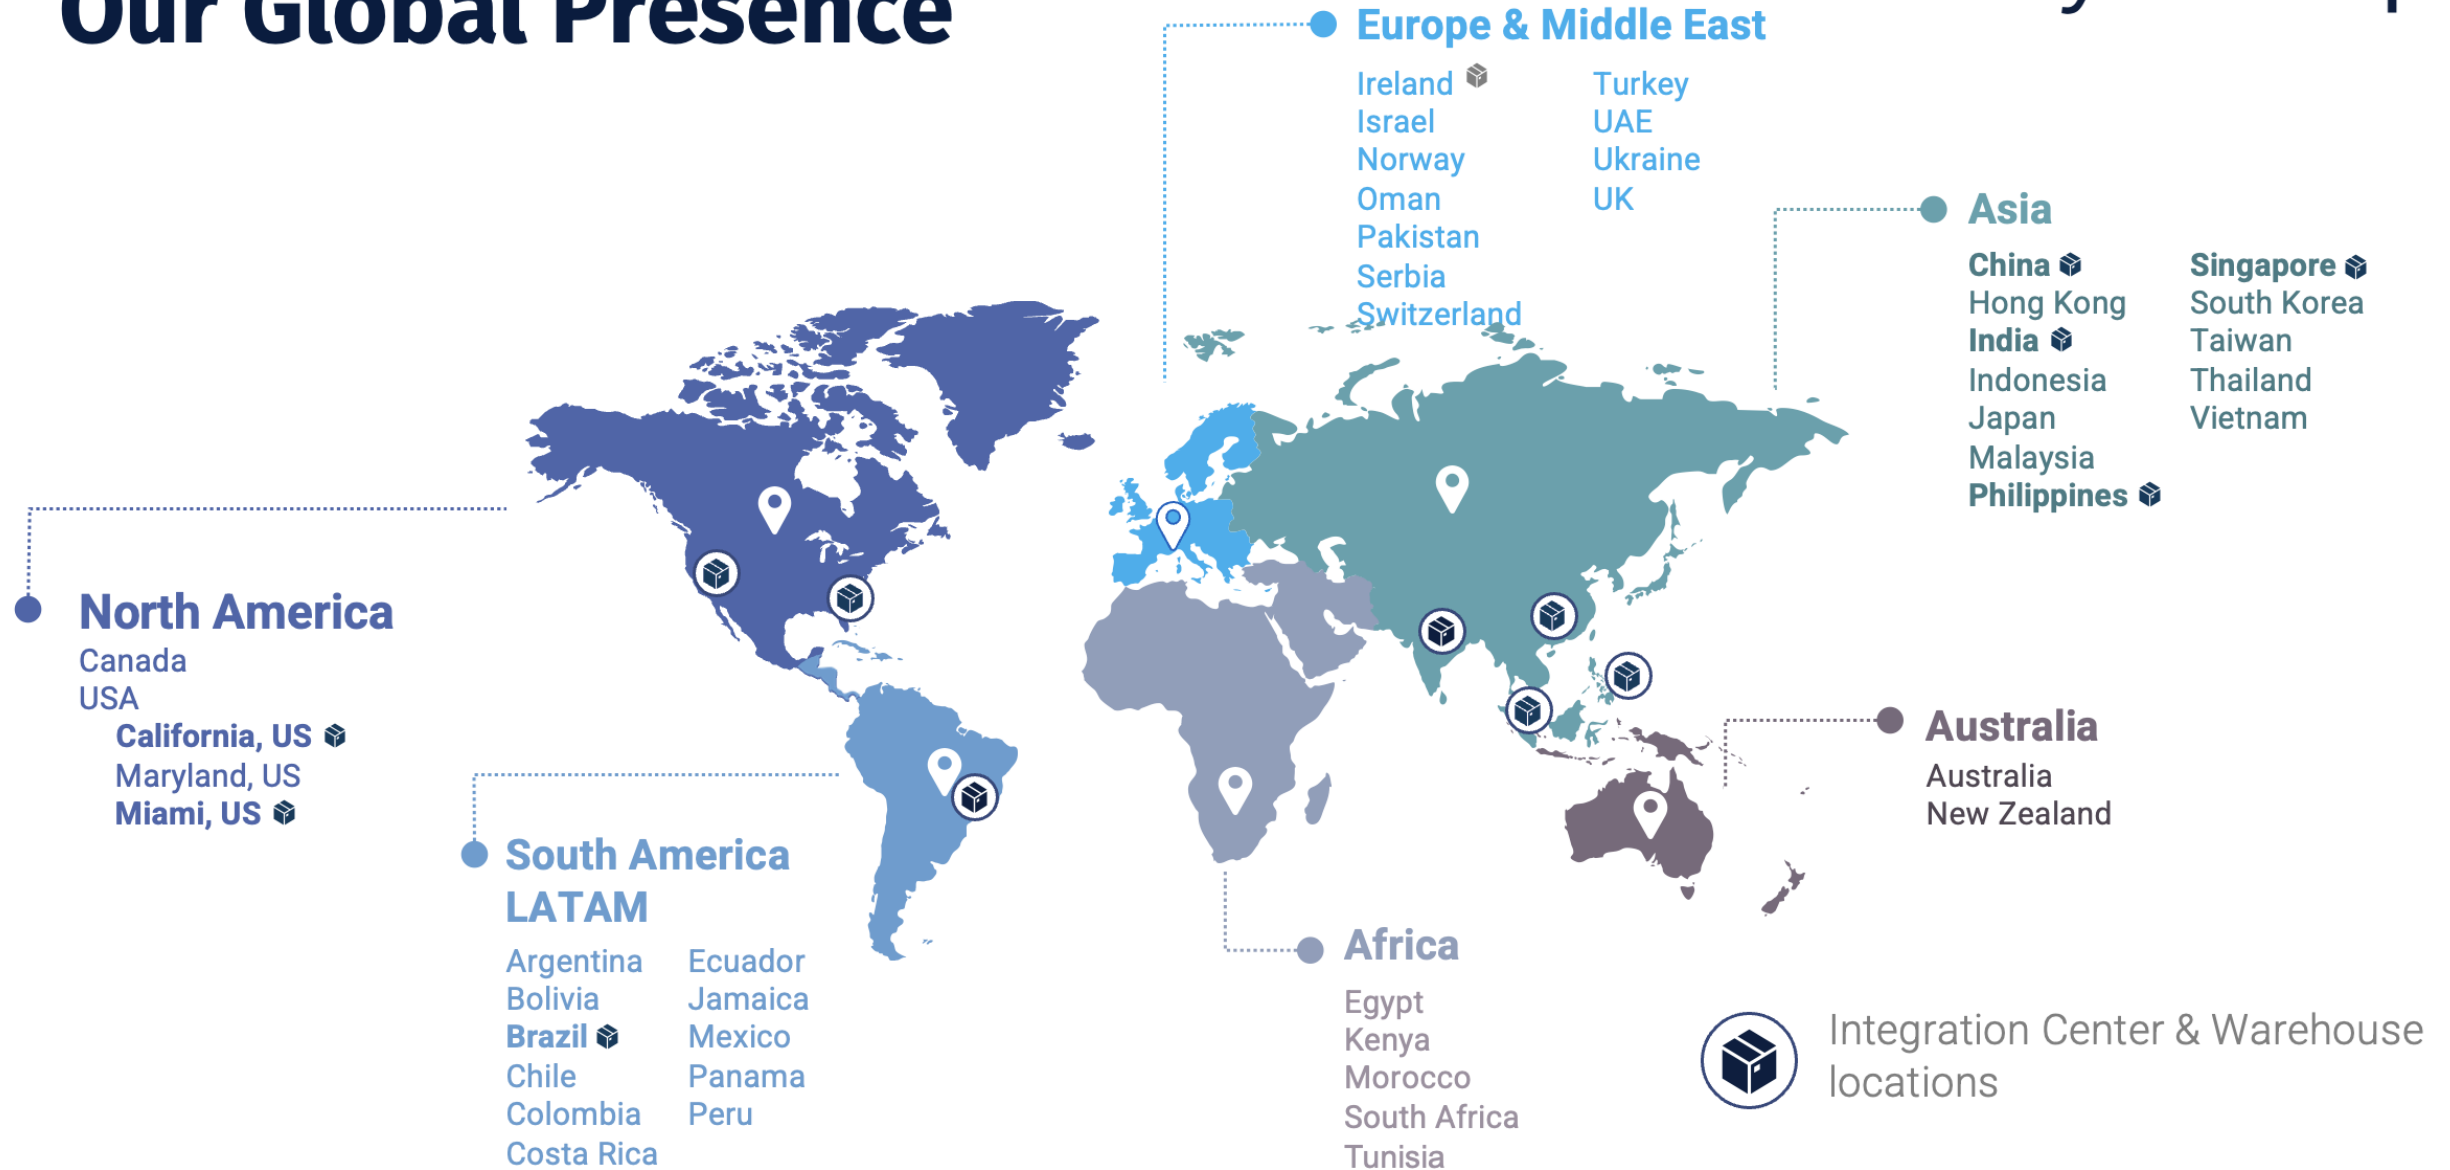 Our Global Presence
Europe & Middle East
Ireland
Israel
Norway
Oman
Pakistan
Serbia
Switzerland
Turkey
UAE
Ukraine
UK
Asia
China
Hong Kong
India
Indonesia
Japan
Malaysia
Philippines
Singapore
South Korea
Taiwan
Thailand
Vietnam
North America
Canada
USA
California, US
Maryland, US
Miami, US
South America
LATAM
Argentina
Bolivia
Brazil
Chile
Colombia
Costa Rica
Ecuador
Jamaica
Mexico
Panama
Peru
Africa
Egypt
Kenya
Morocco
South Africa
Tunisia
Australia
Australia
New Zealand
Integration Center & Warehouse
locations